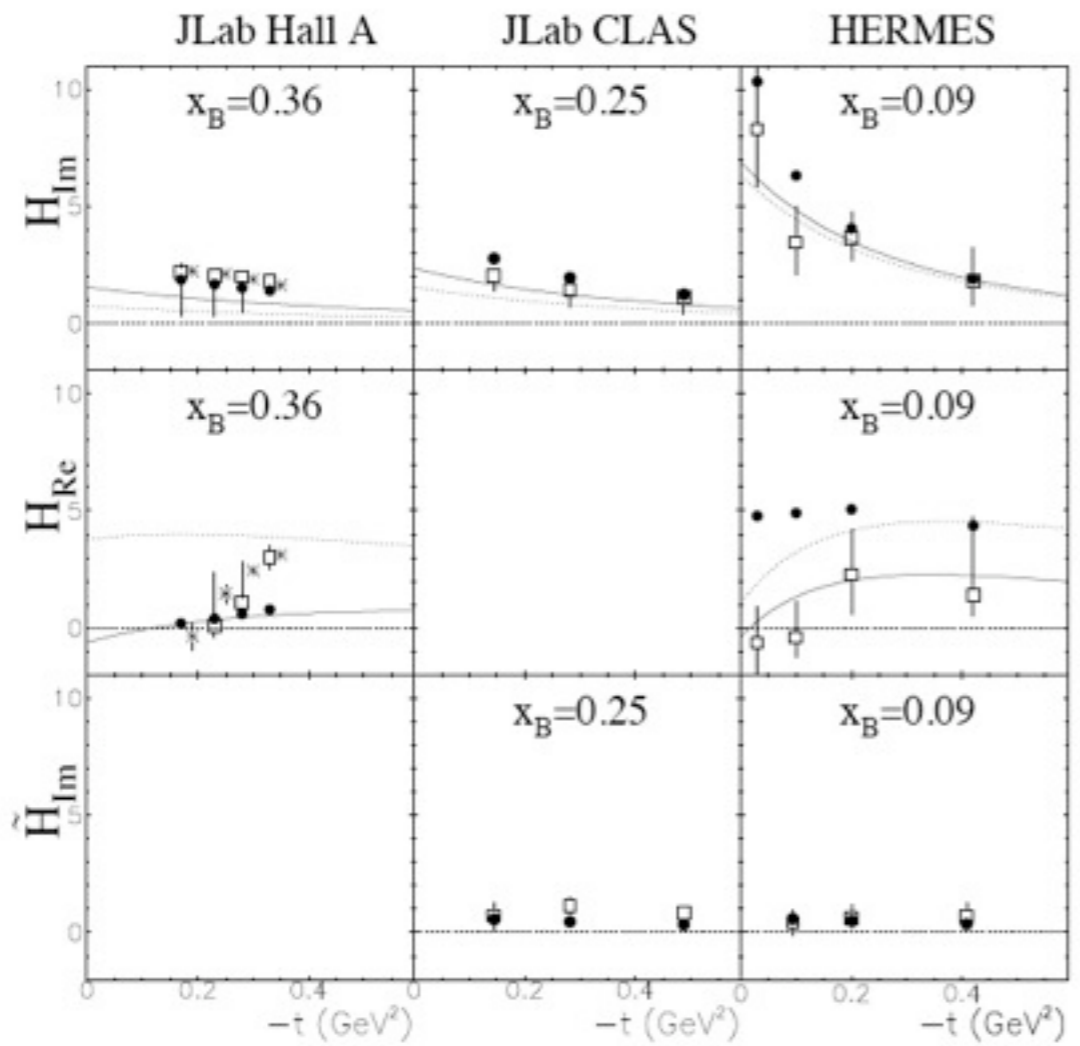 JLab Hall A JLab CLAS HERMES
10 x_B=0.36 x_B=0.25 x_B=0.09
H_Im
5
0
10 x_B=0.36 x_B=0.09
H_Re
5
0
10 x_B=0.25 x_B=0.09
H̃_Im
5
0
0 0.2 0.4 0 0.2 0.4 0 0.2 0.4
−t (GeV²) −t (GeV²) −t (GeV²)